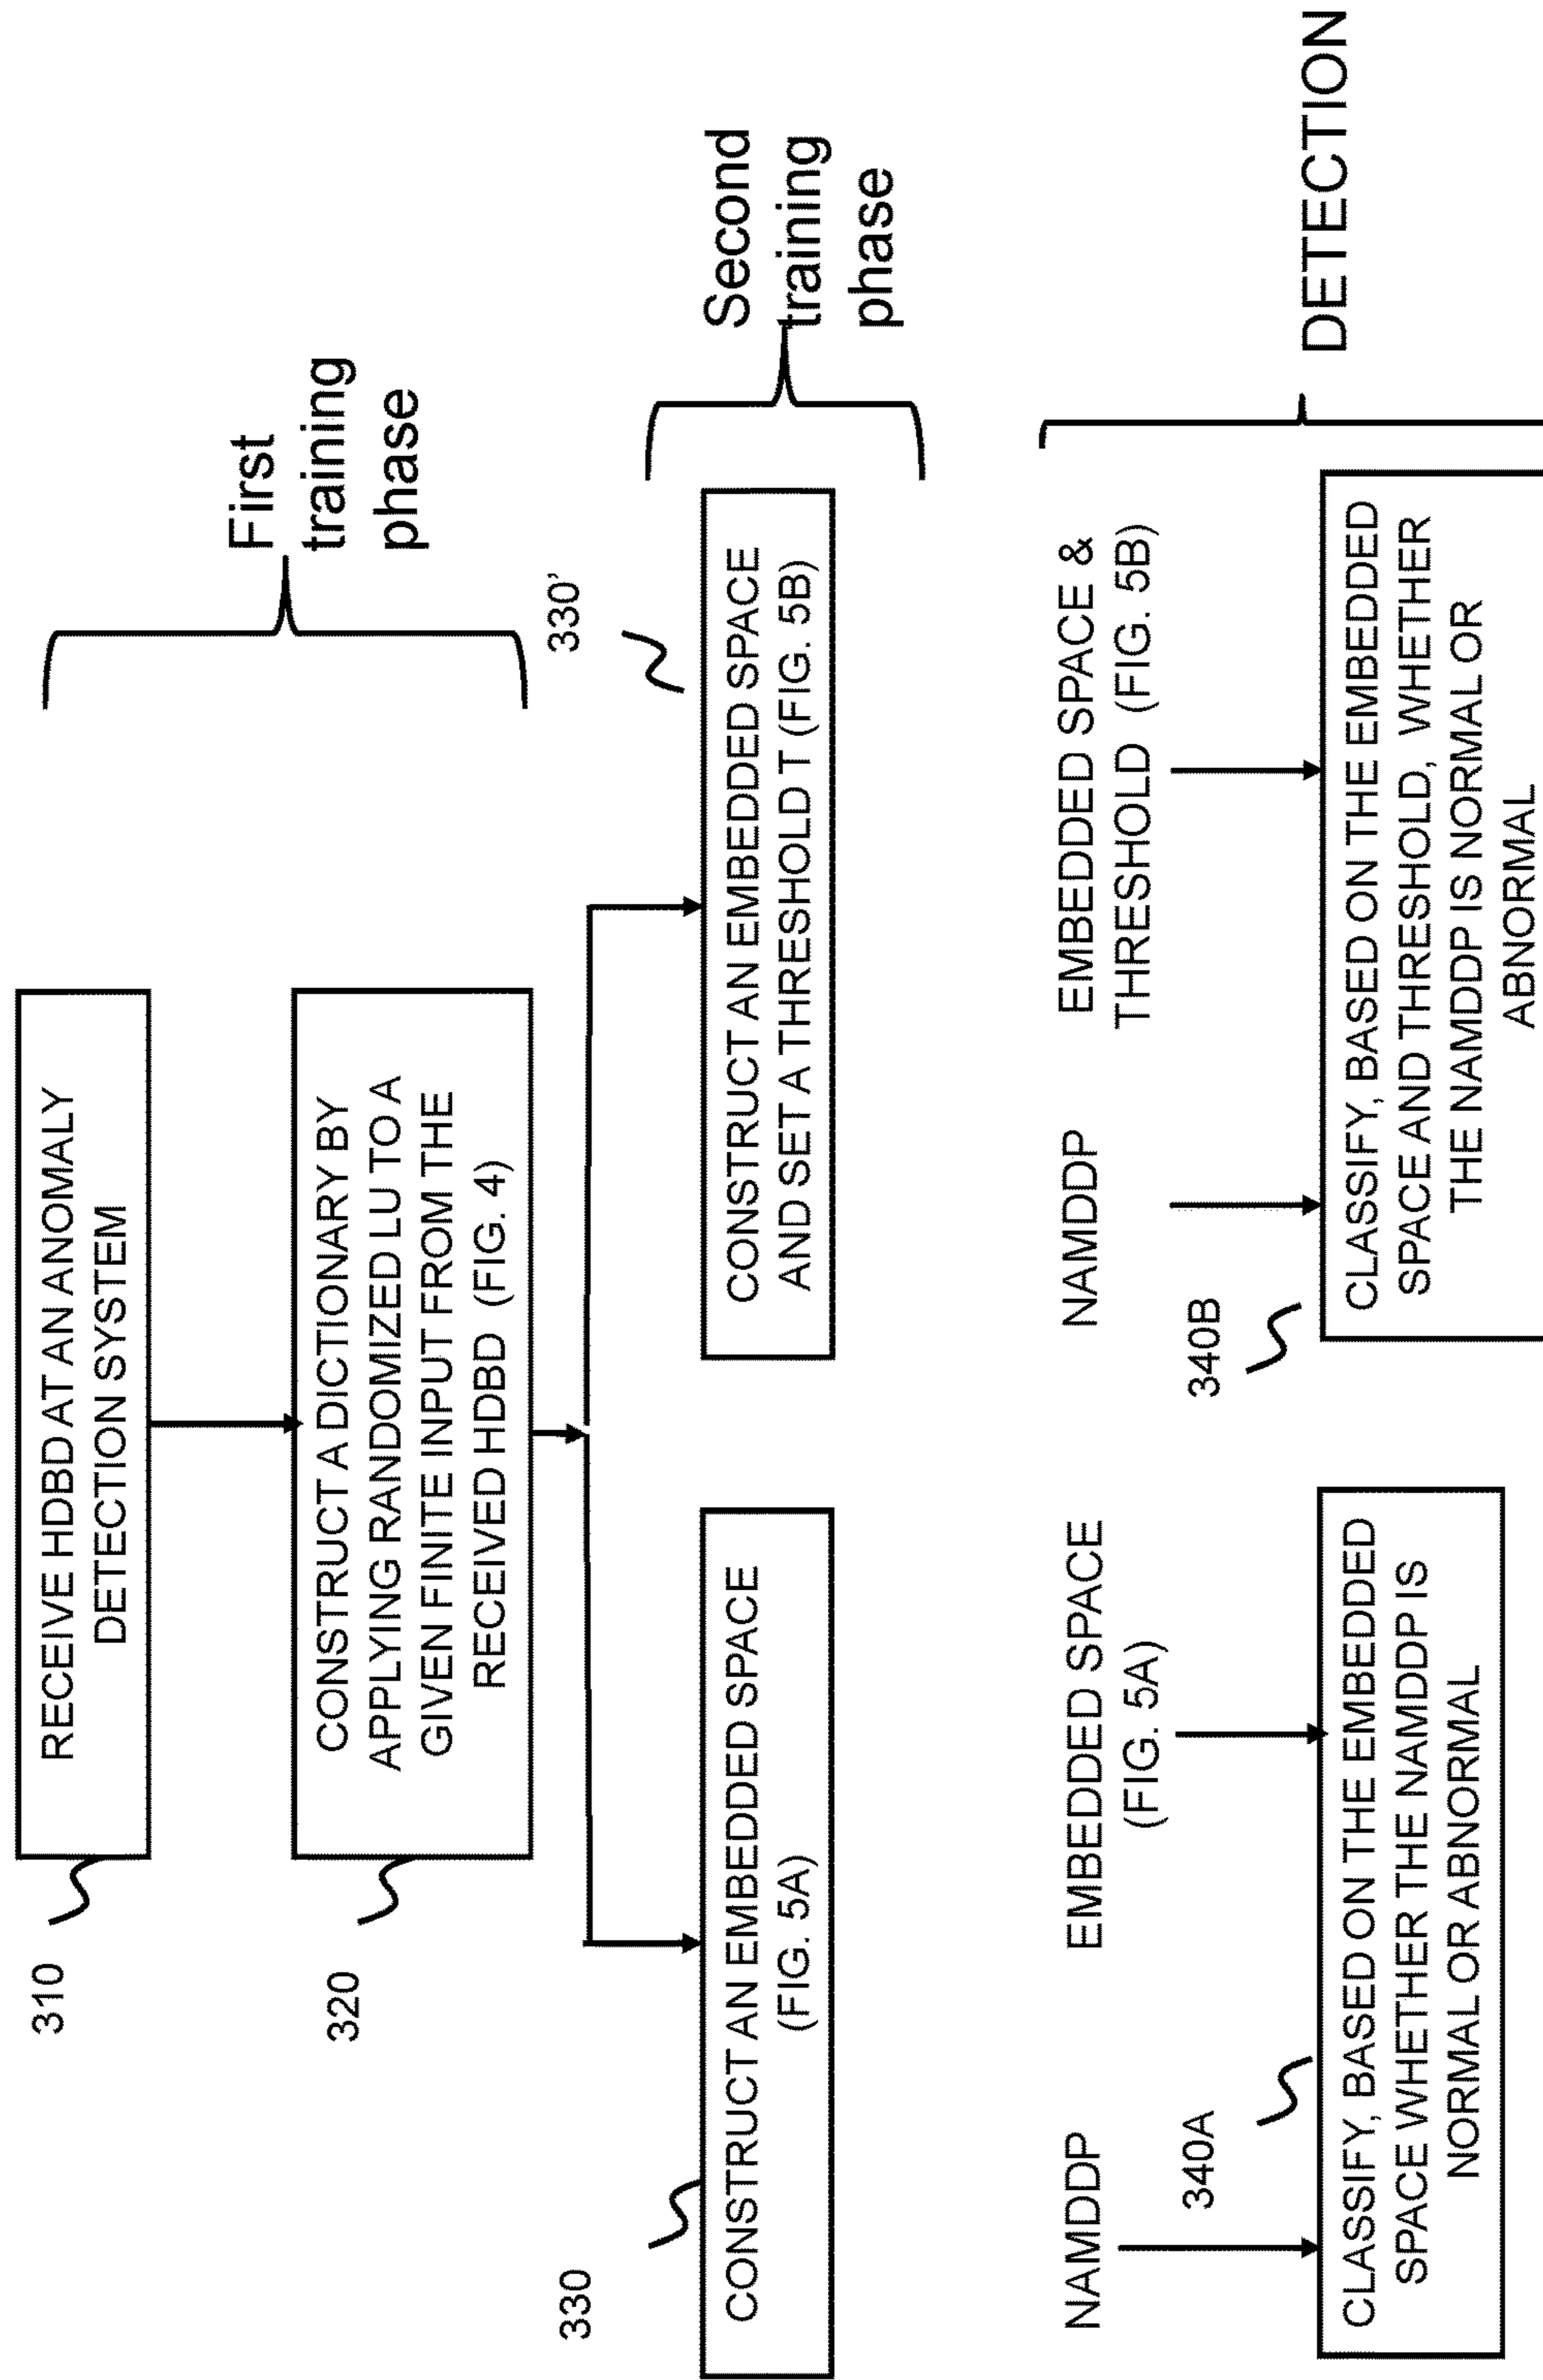 310
RECEIVE HDBD AT AN ANOMALY
DETECTION SYSTEM
First
training
phase
320
CONSTRUCT A DICTIONARY BY
APPLYING RANDOMIZED LU TO A
GIVEN FINITE INPUT FROM THE
RECEIVED HDBD (FIG. 4)
330
CONSTRUCT AN EMBEDDED SPACE
(FIG. 5A)
330'
CONSTRUCT AN EMBEDDED SPACE
AND SET A THRESHOLD T (FIG. 5B)
Second
training
phase
NAMDDP
EMBEDDED SPACE
(FIG. 5A)
340A
CLASSIFY, BASED ON THE EMBEDDED
SPACE WHETHER THE NAMDDP IS
NORMAL OR ABNORMAL
NAMDDP
EMBEDDED SPACE &
THRESHOLD (FIG. 5B)
340B
CLASSIFY, BASED ON THE EMBEDDED
SPACE AND THRESHOLD, WHETHER
THE NAMDDP IS NORMAL OR
ABNORMAL
DETECTION